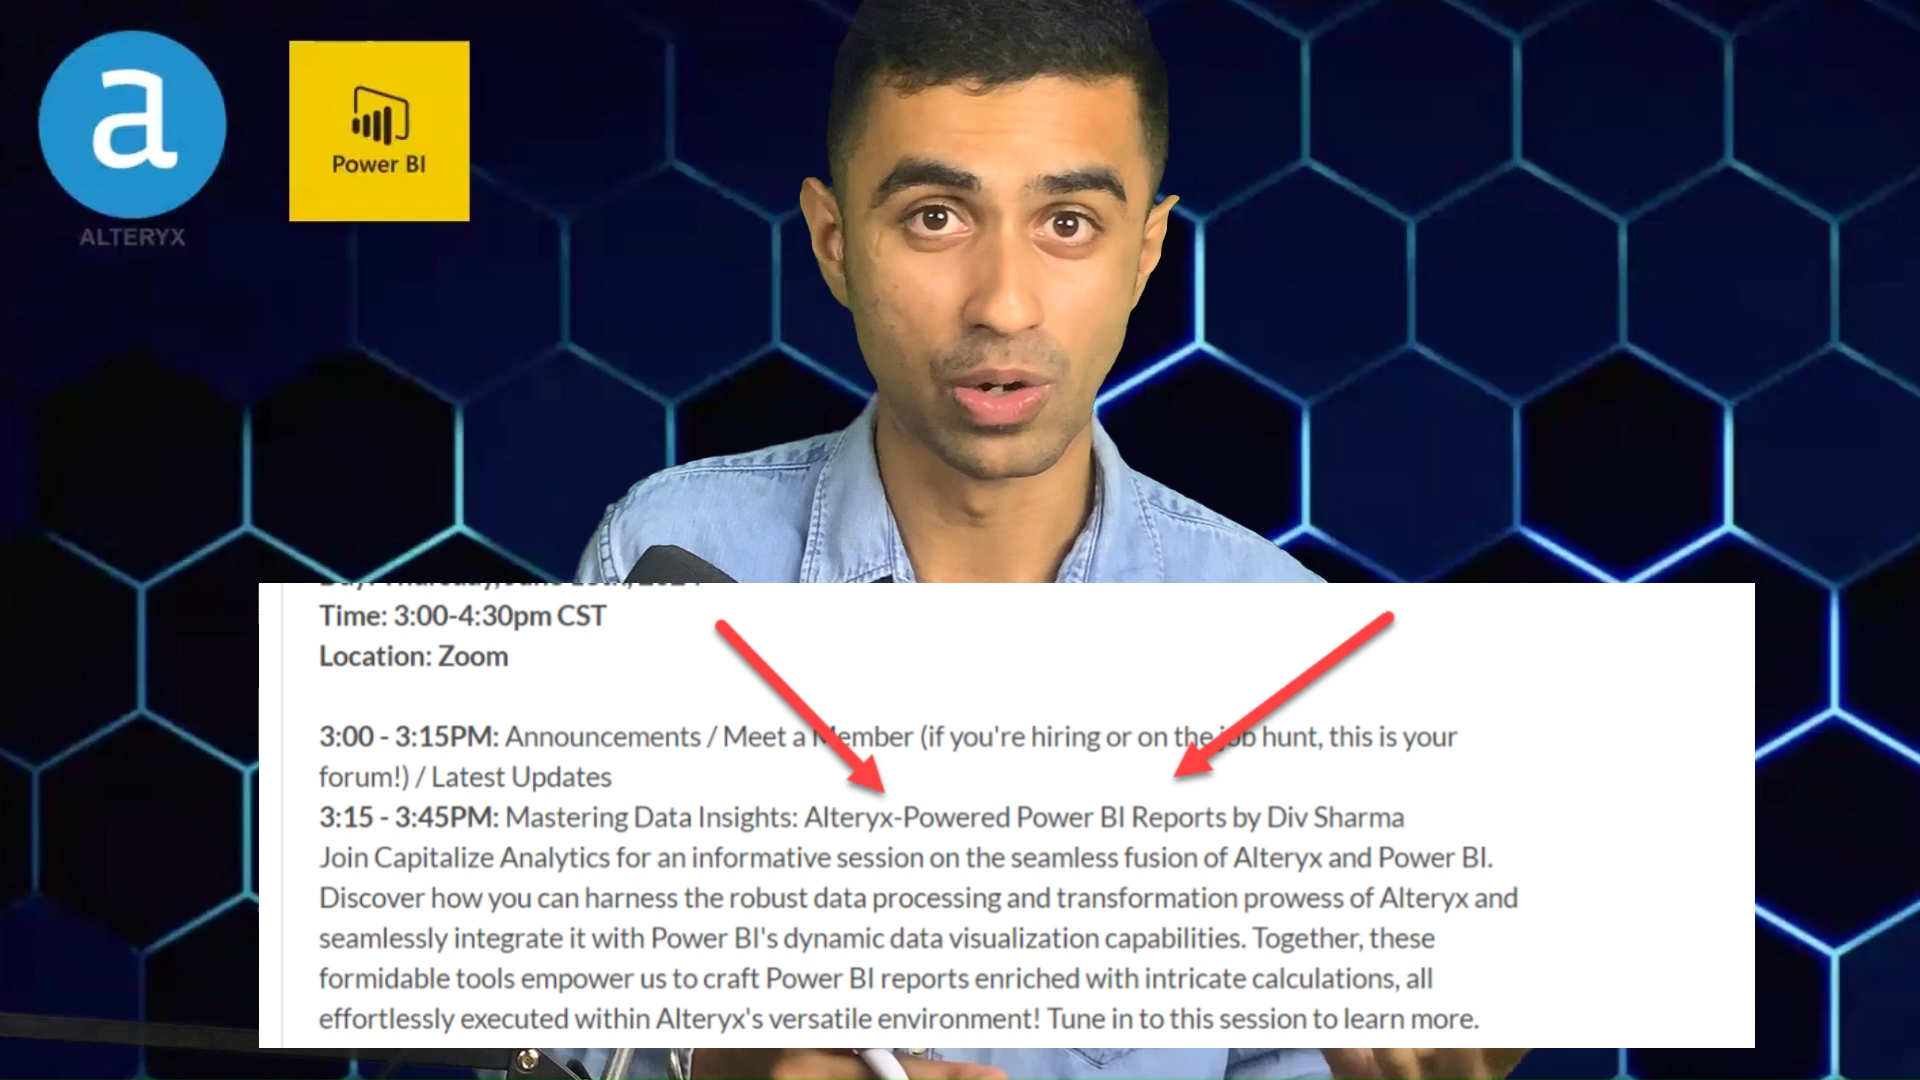 a
ALTERYX
Power BI
Time: 3:00-4:30pm CST
Location: Zoom
3:00 - 3:15PM: Announcements / Meet a Member (if you're hiring or on the job hunt, this is your
forum!) / Latest Updates
3:15 - 3:45PM: Mastering Data Insights: Alteryx-Powered Power BI Reports by Div Sharma
Join Capitalize Analytics for an informative session on the seamless fusion of Alteryx and Power BI.
Discover how you can harness the robust data processing and transformation prowess of Alteryx and
seamlessly integrate it with Power BI's dynamic data visualization capabilities. Together, these
formidable tools empower us to craft Power BI reports enriched with intricate calculations, all
effortlessly executed within Alteryx's versatile environment! Tune in to this session to learn more.